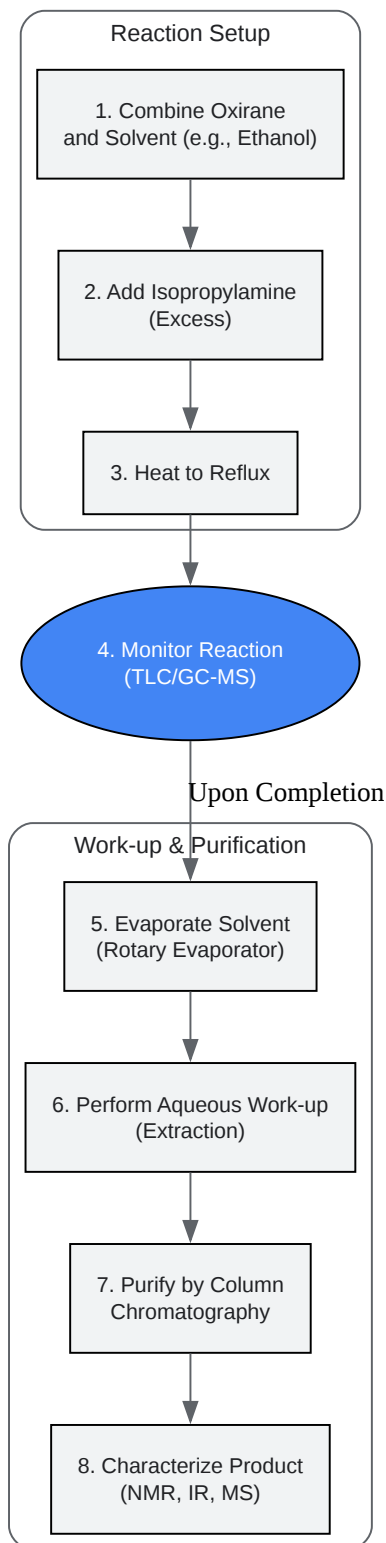 Reaction Setup
1. Combine Oxirane
and Solvent (e.g., Ethanol)
2. Add Isopropylamine
(Excess)
3. Heat to Reflux
4. Monitor Reaction
(TLC/GC-MS)
Upon Completion
Work-up & Purification
5. Evaporate Solvent
(Rotary Evaporator)
6. Perform Aqueous Work-up
(Extraction)
7. Purify by Column
Chromatography
8. Characterize Product
(NMR, IR, MS)